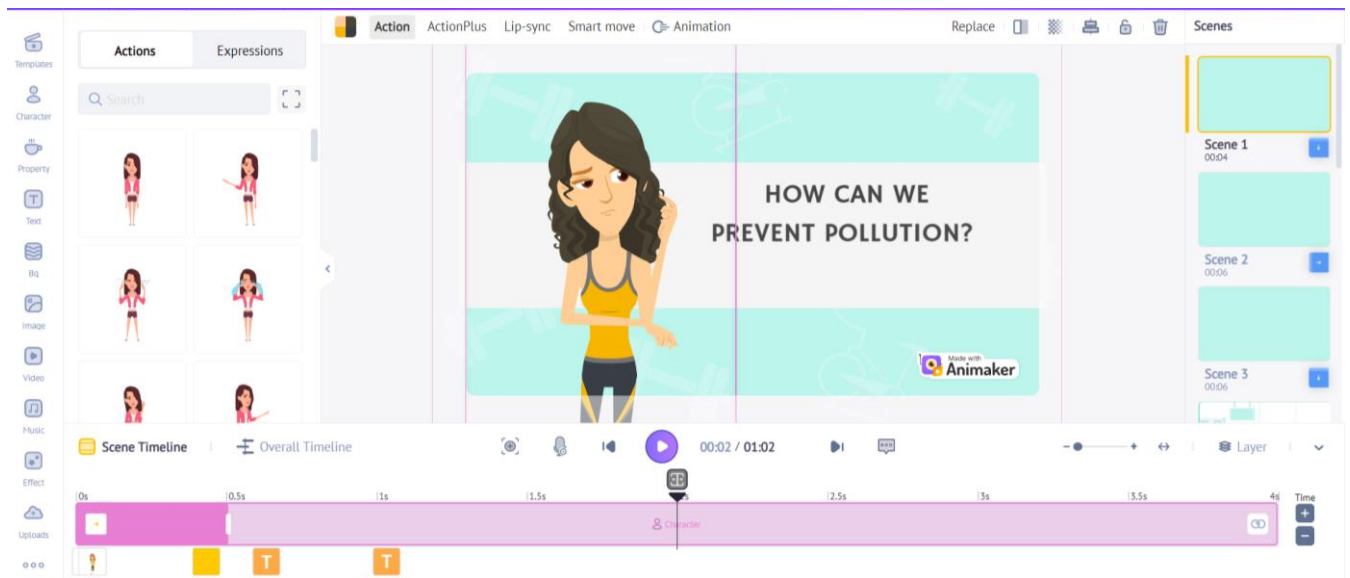 Templates
Character
Property
Text
Bg
Image
Video
Music
Effect
Uploads
Actions
Expressions
Search
Action
ActionPlus
Lip-sync
Smart move
Animation
Replace
HOW CAN WE
PREVENT POLLUTION?
Made with
Animaker
Scenes
Scene 1
00:04
Scene 2
00:06
Scene 3
00:06
Scene Timeline
Overall Timeline
00:02 / 01:02
Layer
0s
0.5s
1s
1.5s
2.5s
3s
3.5s
4s
Time
Character
T
T